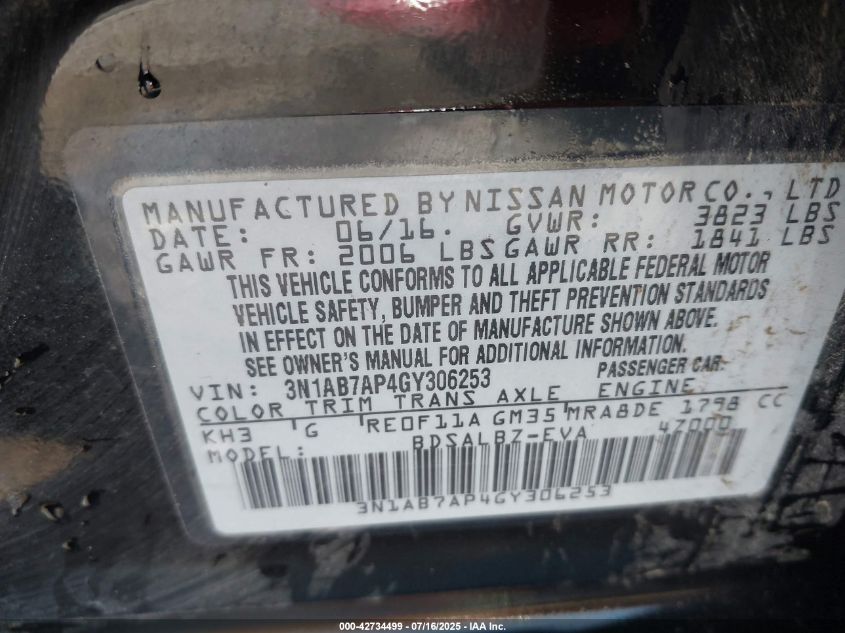 MANUFACTURED BY NISSAN MOTOR CO., LTD
DATE: 06/16. GVWR: 3823 LBS
GAWR FR: 2006 LBS GAWR RR: 1841 LBS
THIS VEHICLE CONFORMS TO ALL APPLICABLE FEDERAL MOTOR
VEHICLE SAFETY, BUMPER AND THEFT PREVENTION STANDARDS
IN EFFECT ON THE DATE OF MANUFACTURE SHOWN ABOVE.
SEE OWNER'S MANUAL FOR ADDITIONAL INFORMATION.
VIN: 3N1AB7AP4GY306253 PASSENGER CAR
COLOR TRIM TRANS AXLE ENGINE
KH3 G RE0F11A GM35 MRA8DE 1798 CC
MODEL: BDSALBZ-EVA 47000
3N1AB7AP4GY306253
000-42734499 - 07/16/2025 - IAA Inc.